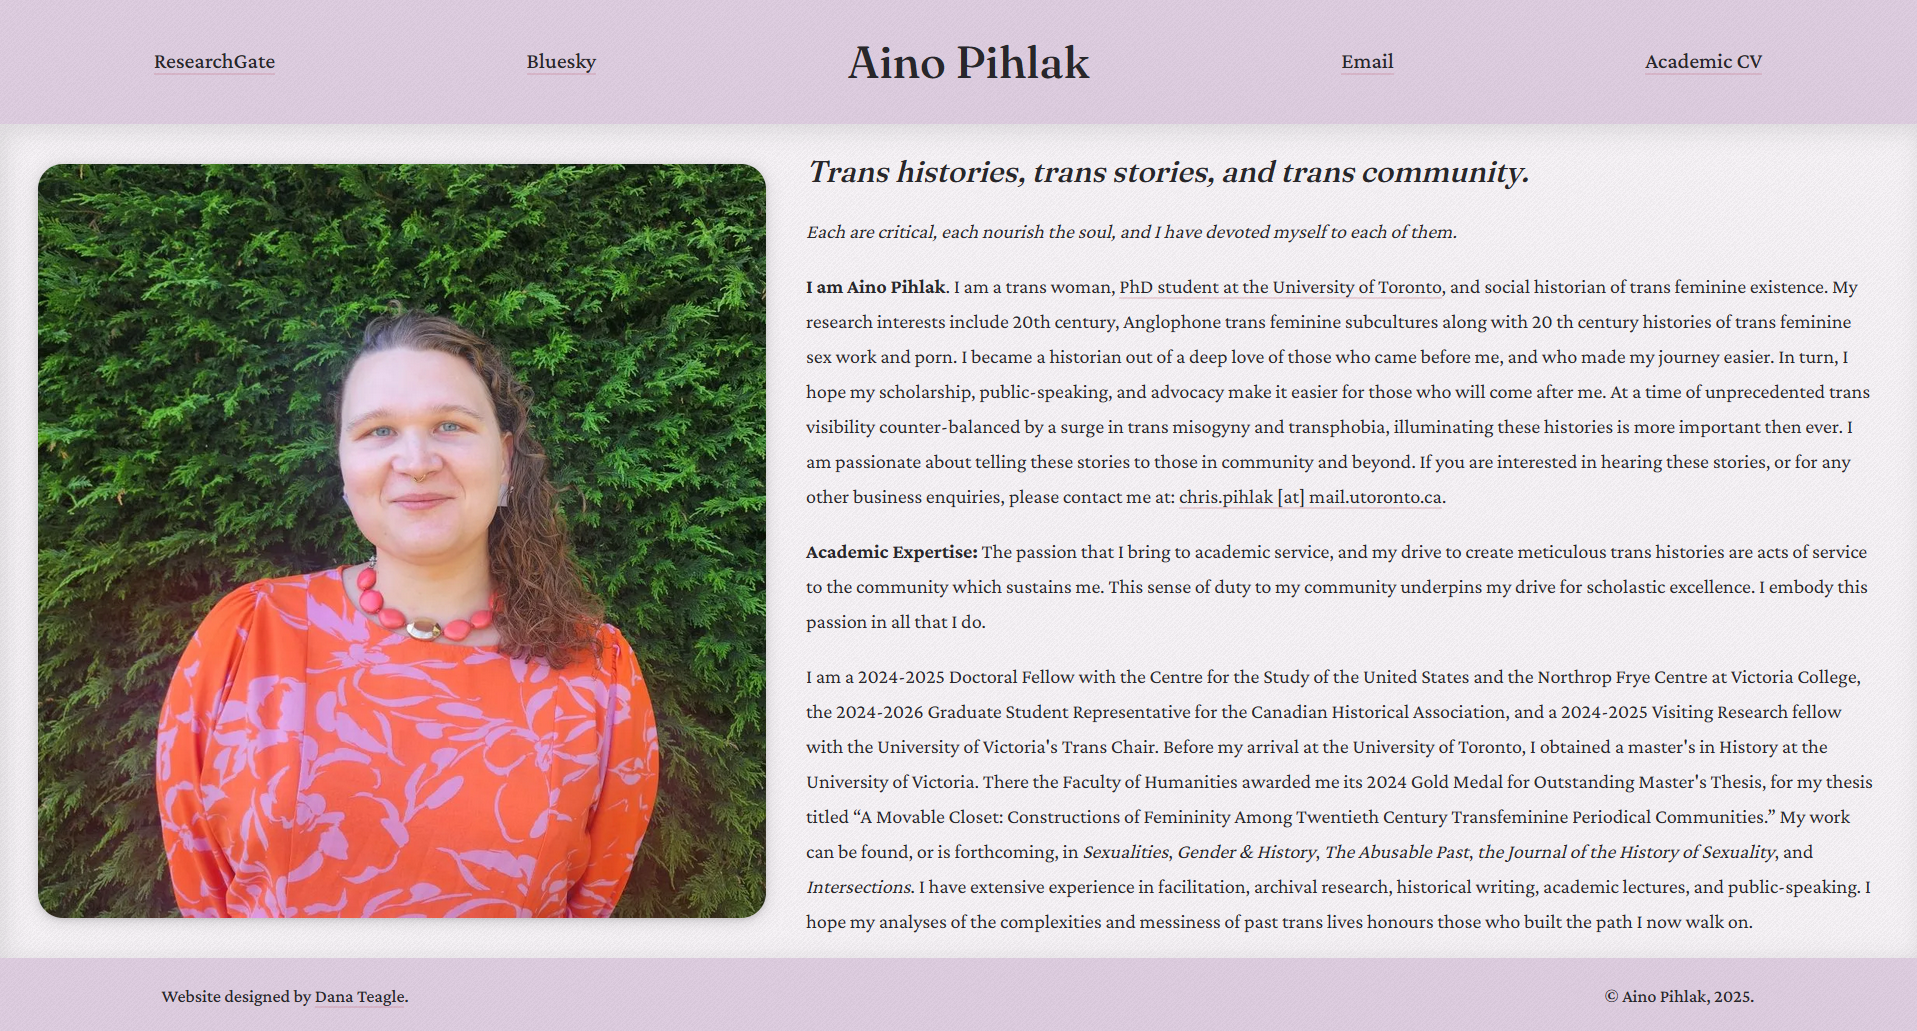 ResearchGate
Bluesky
Aino Pihlak
Email
Academic CV
Trans histories, trans stories, and trans community.
Each are critical, each nourish the soul, and I have devoted myself to each of them.
I am Aino Pihlak. I am a trans woman, PhD student at the University of Toronto, and social historian of trans feminine existence. My
research interests include 20th century, Anglophone trans feminine subcultures along with 20 th century histories of trans feminine
sex work and porn. I became a historian out of a deep love of those who came before me, and who made my journey easier. In turn, I
hope my scholarship, public-speaking, and advocacy make it easier for those who will come after me. At a time of unprecedented trans
visibility counter-balanced by a surge in trans misogyny and transphobia, illuminating these histories is more important then ever. I
am passionate about telling these stories to those in community and beyond. If you are interested in hearing these stories, or for any
other business enquiries, please contact me at: chris.pihlak [at] mail.utoronto.ca.
Academic Expertise: The passion that I bring to academic service, and my drive to create meticulous trans histories are acts of service
to the community which sustains me. This sense of duty to my community underpins my drive for scholastic excellence. I embody this
passion in all that I do.
I am a 2024-2025 Doctoral Fellow with the Centre for the Study of the United States and the Northrop Frye Centre at Victoria College,
the 2024-2026 Graduate Student Representative for the Canadian Historical Association, and a 2024-2025 Visiting Research fellow
with the University of Victoria's Trans Chair. Before my arrival at the University of Toronto, I obtained a master's in History at the
University of Victoria. There the Faculty of Humanities awarded me its 2024 Gold Medal for Outstanding Master's Thesis, for my thesis
titled “A Movable Closet: Constructions of Femininity Among Twentieth Century Transfeminine Periodical Communities.” My work
can be found, or is forthcoming, in Sexualities, Gender & History, The Abusable Past, the Journal of the History of Sexuality, and
Intersections. I have extensive experience in facilitation, archival research, historical writing, academic lectures, and public-speaking. I
hope my analyses of the complexities and messiness of past trans lives honours those who built the path I now walk on.
Website designed by Dana Teagle.
© Aino Pihlak, 2025.